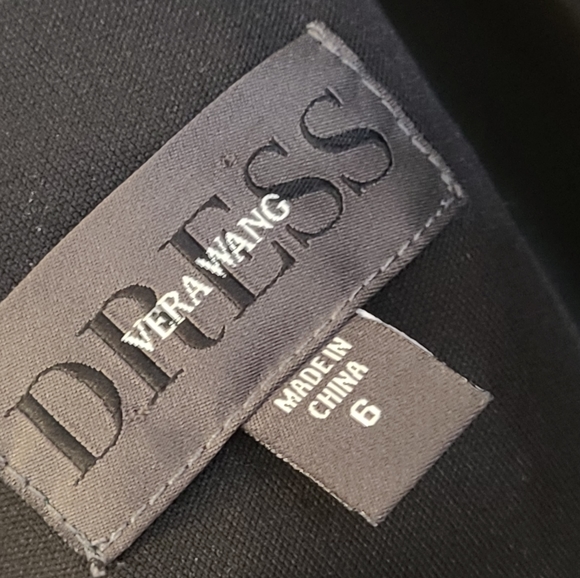 DRESS
VERA WANG
MADE IN
CHINA
6